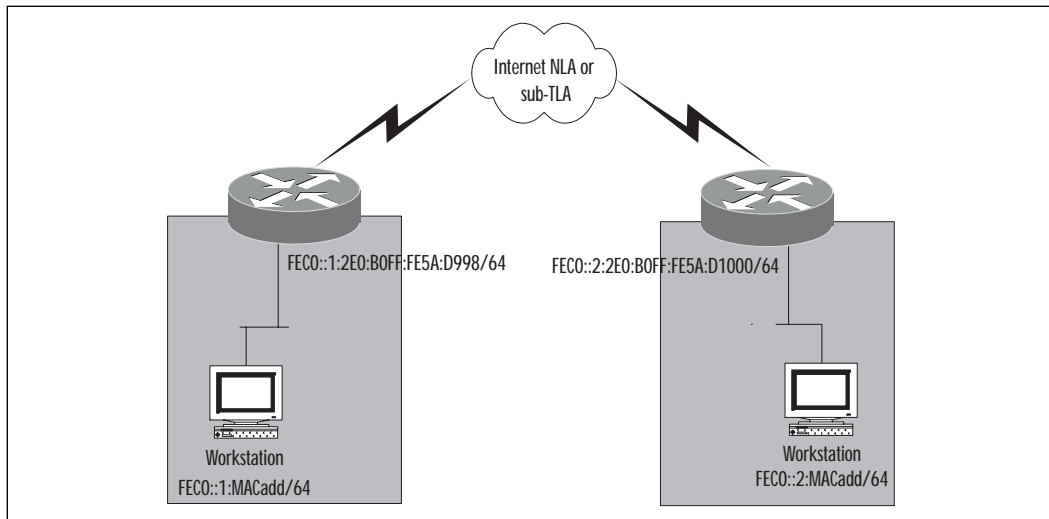 Internet NLA or
sub-TLA
FEC0::1:2E0:B0FF:FE5A:D998/64
FEC0::2:2E0:B0FF:FE5A:D1000/64
Workstation
FEC0::1:MACadd/64
Workstation
FEC0::2:MACadd/64